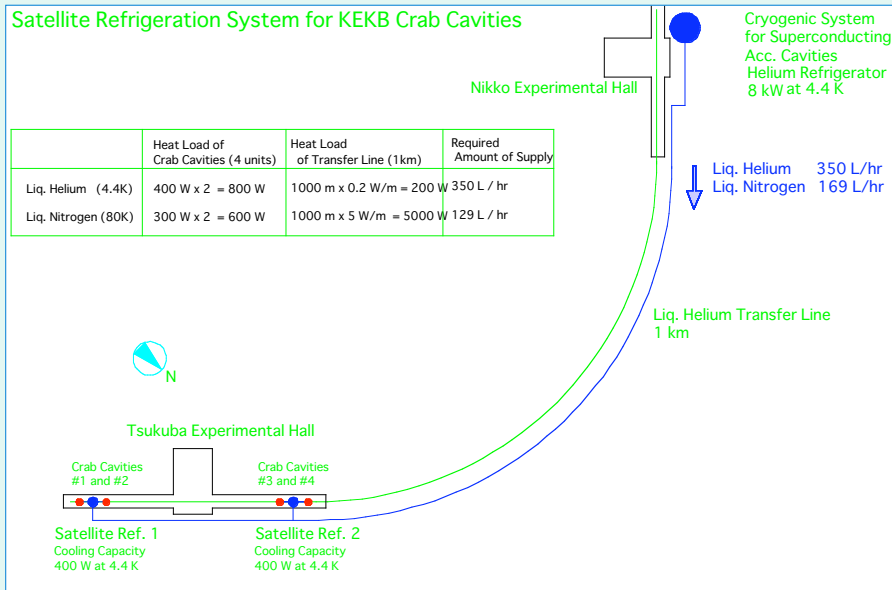 Satellite Refrigeration System for KEKB Crab Cavities
Cryogenic System
for Superconducting
Acc. Cavities
Helium Refrigerator
8 kW at 4.4 K
Nikko Experimental Hall
Heat Load of
Crab Cavities (4 units)
Heat Load
of Transfer Line (1km)
Required
Amount of Supply
Liq. Helium (4.4K) 400 W x 2 = 800 W 1000 m x 0.2 W/m = 200 W 350 L / hr
Liq. Nitrogen (80K) 300 W x 2 = 600 W 1000 m x 5 W/m = 5000 W 129 L / hr
Liq. Helium 350 L/hr
Liq. Nitrogen 169 L/hr
Liq. Helium Transfer Line
1 km
N
Tsukuba Experimental Hall
Crab Cavities
#1 and #2
Crab Cavities
#3 and #4
Satellite Ref. 1
Cooling Capacity
400 W at 4.4 K
Satellite Ref. 2
Cooling Capacity
400 W at 4.4 K